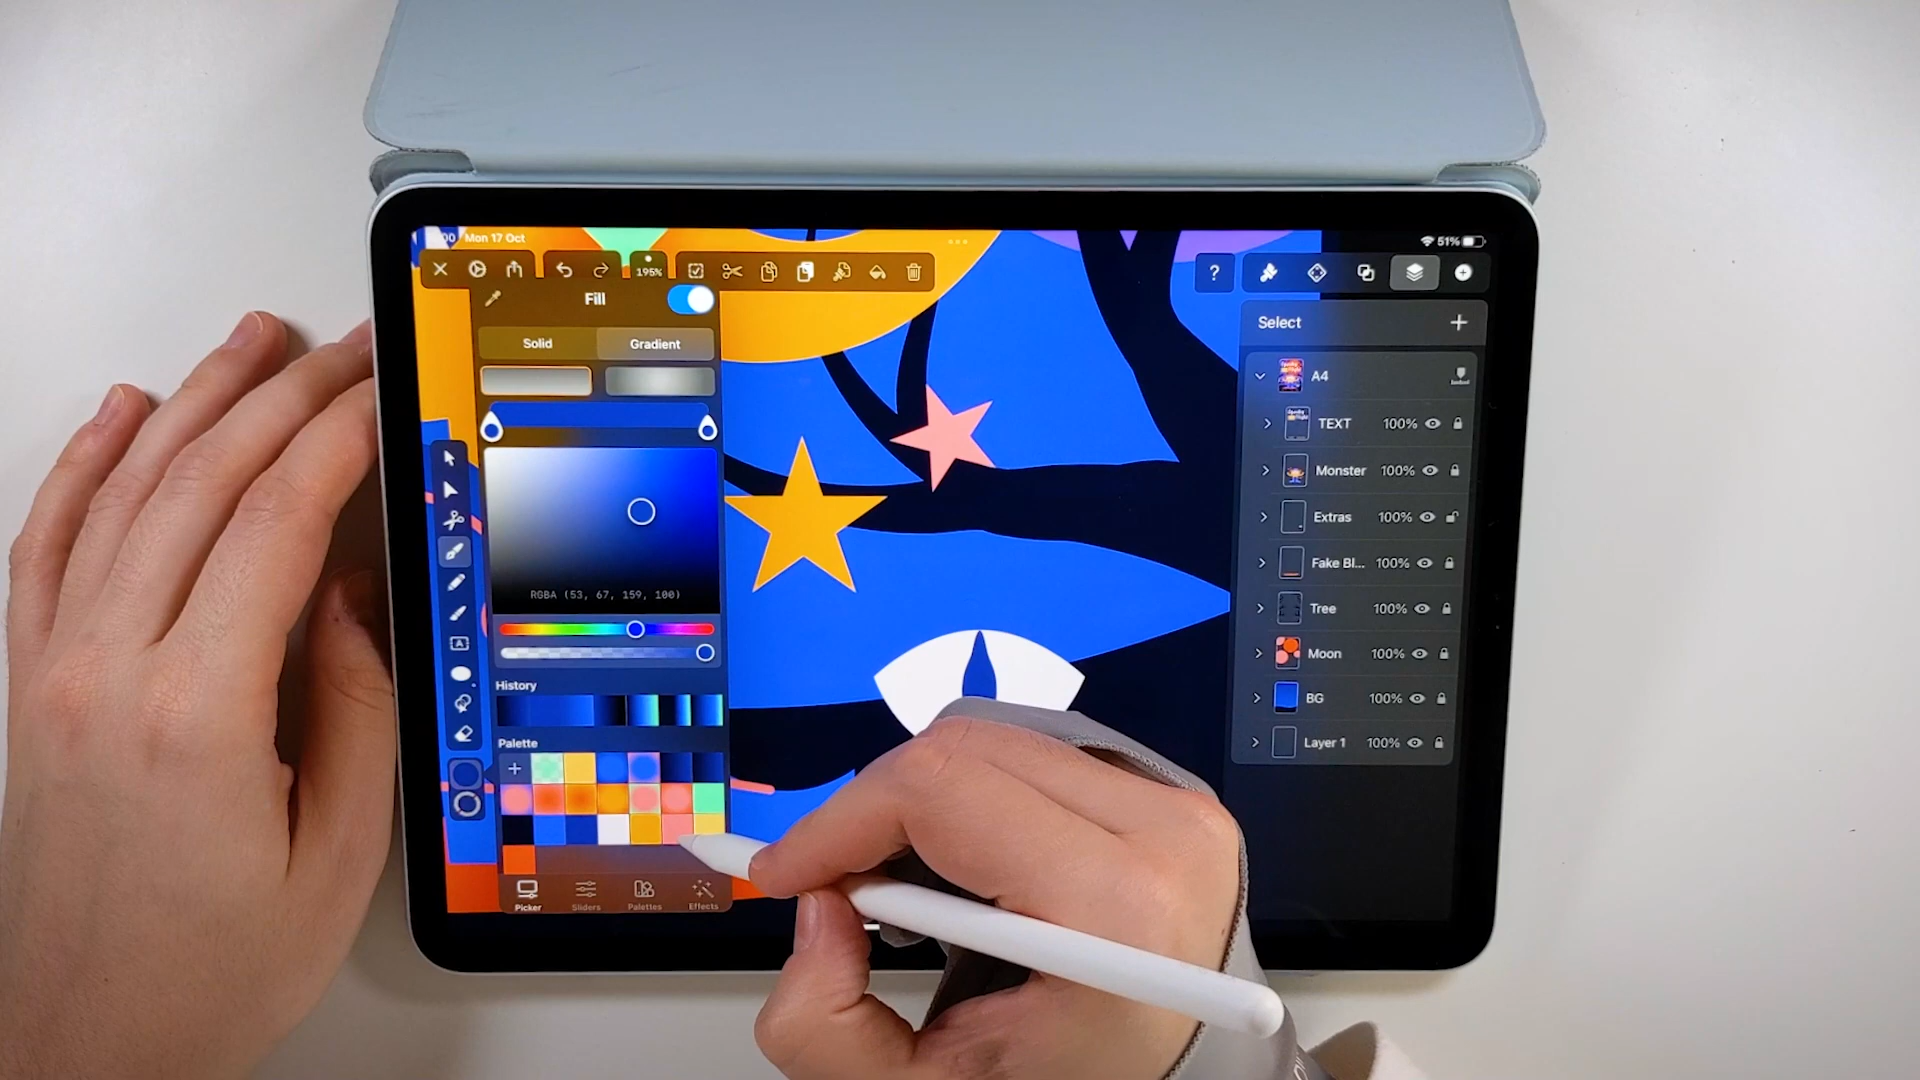 Mon 17 Oct
51%
195%
?
Fill
Solid
Gradient
RGBA (53, 67, 159, 100)
History
Palette
Picker
Sliders
Palettes
Effects
Select
A4
TEXT 100%
Monster 100%
Extras 100%
Fake Bl... 100%
Tree 100%
Moon 100%
BG 100%
Layer 1 100%